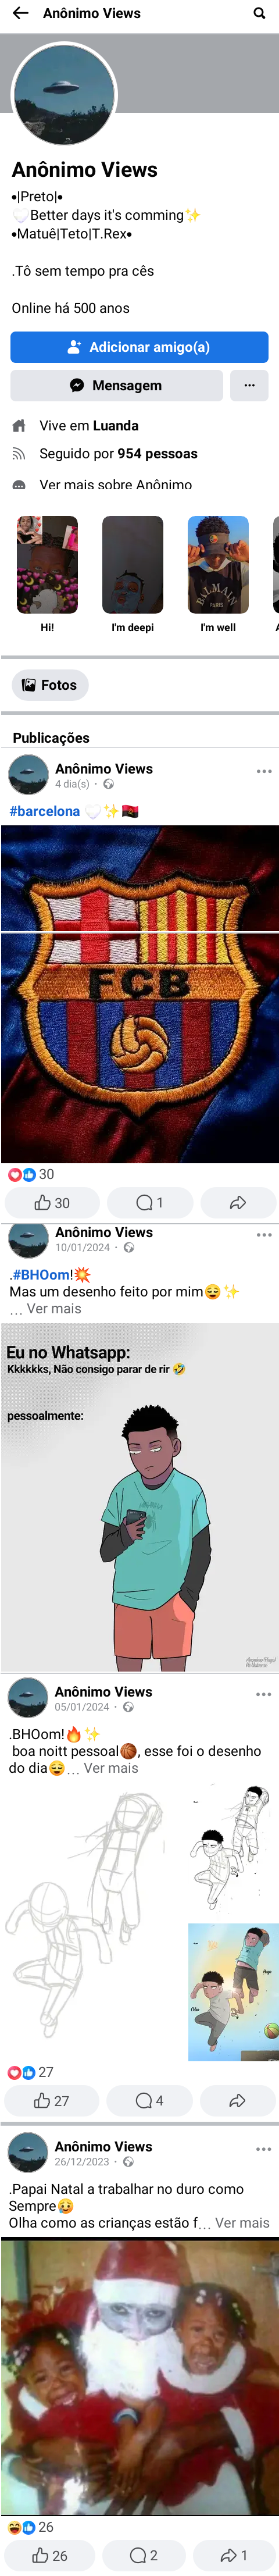 Anônimo Views
Anônimo Views
•|Preto|•
🤍Better days it's comming✨
•Matuê|Teto|T.Rex•
.Tô sem tempo pra cês
Online há 500 anos
Adicionar amigo(a)
Mensagem
Vive em Luanda
Seguido por 954 pessoas
Ver mais sobre Anônimo
Hi!
I'm deepi
I'm well
Fotos
Publicações
Anônimo Views
4 dia(s) ·
#barcelona 🤍✨🇦🇴
FCB
30
30
1
Anônimo Views
10/01/2024 ·
.#BHOom!💥
Mas um desenho feito por mim😌✨
... Ver mais
Eu no Whatsapp:
Kkkkkks, Não consigo parar de rir 🤣
pessoalmente:
Anônimo Views
05/01/2024 ·
.BHOom!🔥✨
boa noitt pessoal🏀, esse foi o desenho
do dia😌... Ver mais
27
27
4
Anônimo Views
26/12/2023 ·
.Papai Natal a trabalhar no duro como
Sempre🥲
Olha como as crianças estão f... Ver mais
26
26
2
1